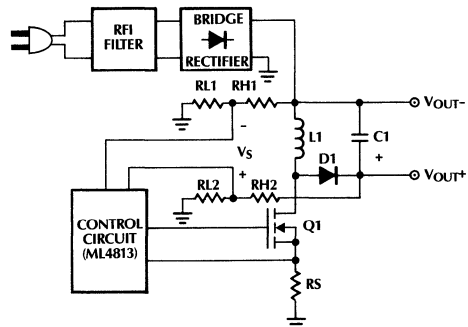 RFI
FILTER
BRIDGE
RECTIFIER
RL1
RH1
VOUT–
L1
C1
–
VS
+
D1
+
VOUT+
RL2
RH2
CONTROL
CIRCUIT
(ML4813)
Q1
RS